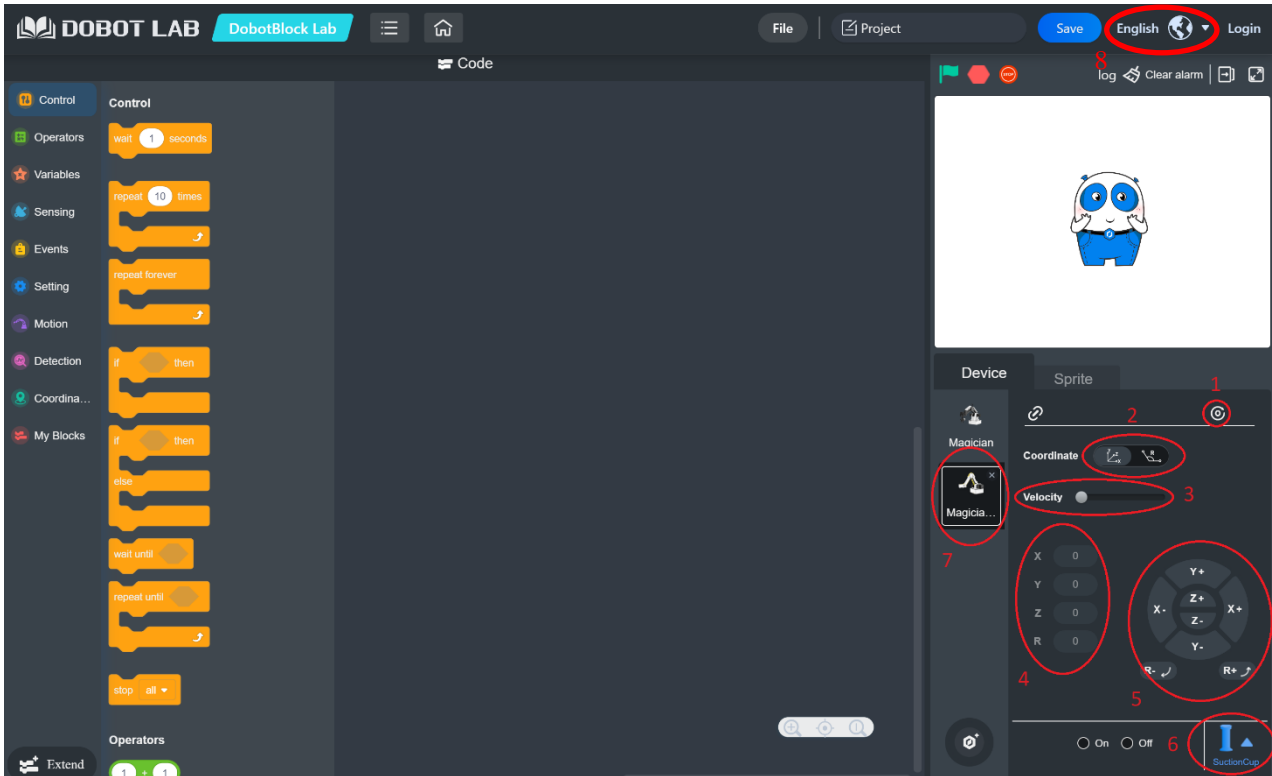 DOBOT LAB DobotBlock Lab File Project Save English Login
8
Code
log Clear alarm
STOP
Control
Operators
Variables
Sensing
Events
Setting
Motion
Detection
Coordina...
My Blocks
Extend
Control
wait 1 seconds
repeat 10 times
repeat forever
if then
if then
else
wait until
repeat until
stop all
Operators
1 + 1
Device Sprite
1
2
Magician
Coordinate
Velocity 3
Magicia...
7
X 0
Y 0
Z 0
R 0
4
Y+
Z+
X- X+
Z-
Y-
R- R+
5
On Off 6
SuctionCup